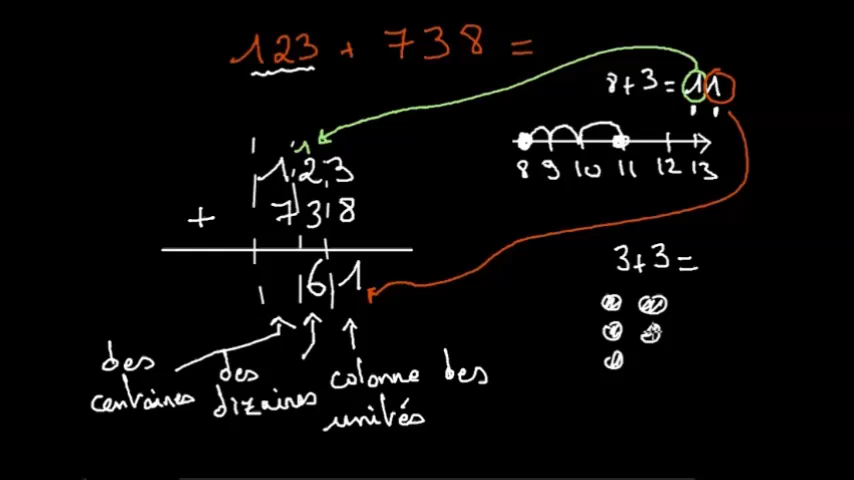 123 + 738 =
8+3=11
1
123
+ 738
61
8 9 10 11 12 13
3+3=
des centaines
des dizaines
colonne des unités